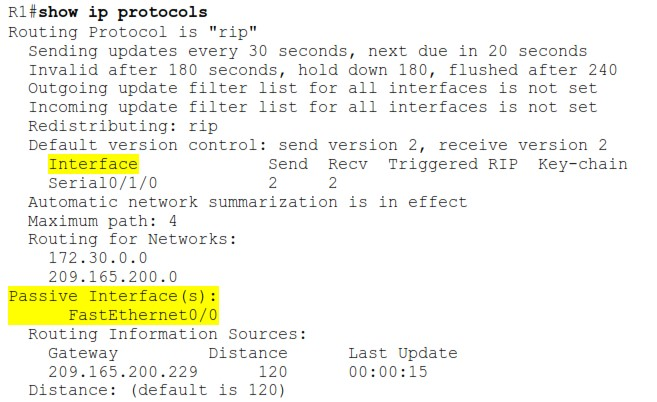 R1#show ip protocols
Routing Protocol is "rip"
Sending updates every 30 seconds, next due in 20 seconds
Invalid after 180 seconds, hold down 180, flushed after 240
Outgoing update filter list for all interfaces is not set
Incoming update filter list for all interfaces is not set
Redistributing: rip
Default version control: send version 2, receive version 2
Interface Send Recv Triggered RIP Key-chain
Serial0/1/0 2 2
Automatic network summarization is in effect
Maximum path: 4
Routing for Networks:
172.30.0.0
209.165.200.0
Passive Interface(s):
FastEthernet0/0
Routing Information Sources:
Gateway Distance Last Update
209.165.200.229 120 00:00:15
Distance: (default is 120)